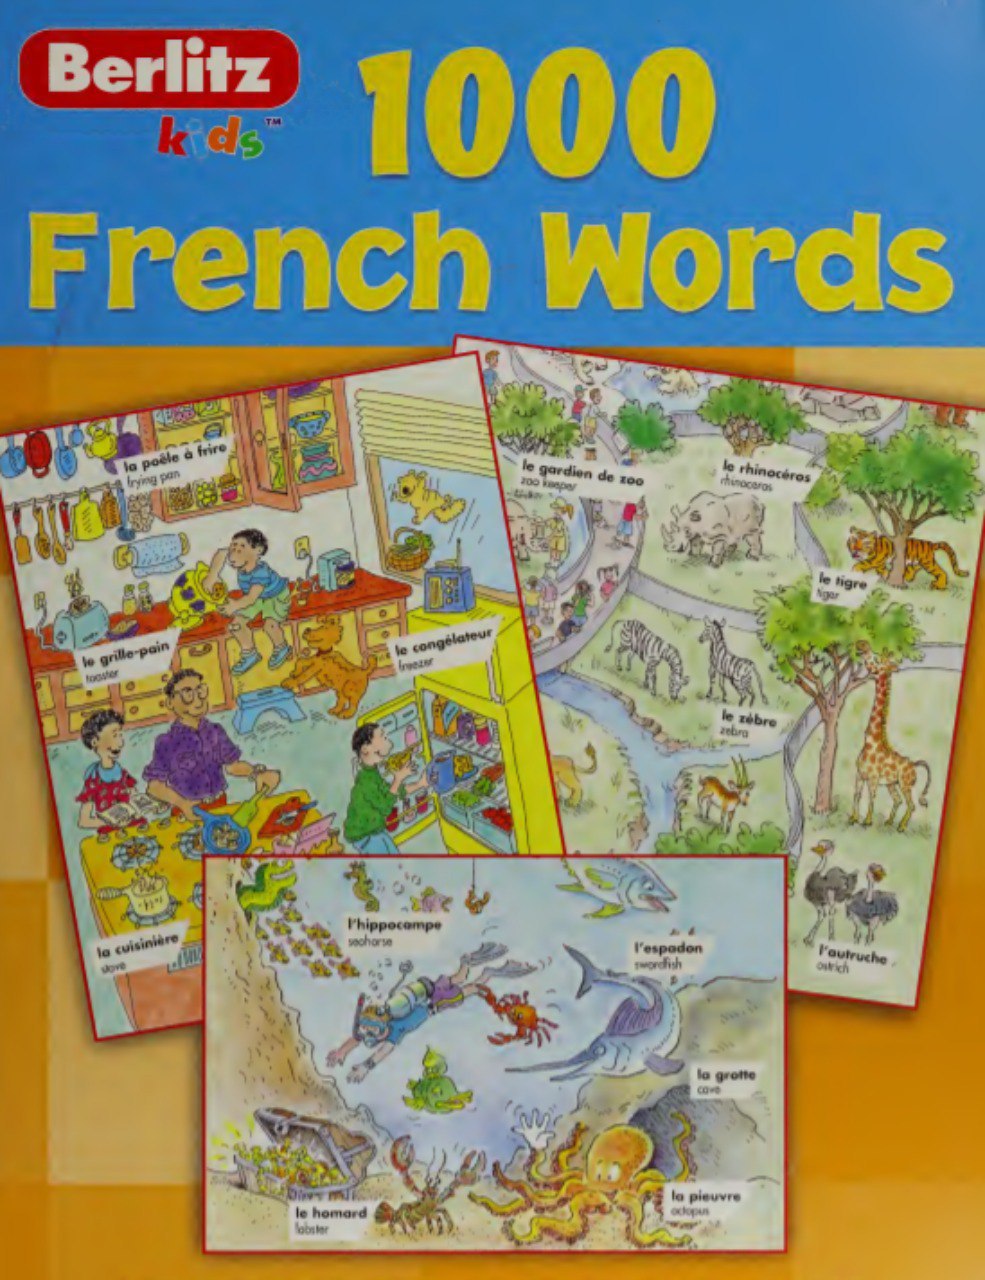 Berlitz
kids™
1000
French Words
la poêle à frire
frying pan
le grille-pain
toaster
le congélateur
freezer
la cuisinière
stove
le gardien de zoo
zoo keeper
le rhinocéros
rhinoceros
le tigre
tiger
le zèbre
zebra
l'autruche
ostrich
l'hippocampe
seahorse
l'espadon
swordfish
la grotte
cave
la pieuvre
octopus
le homard
lobster